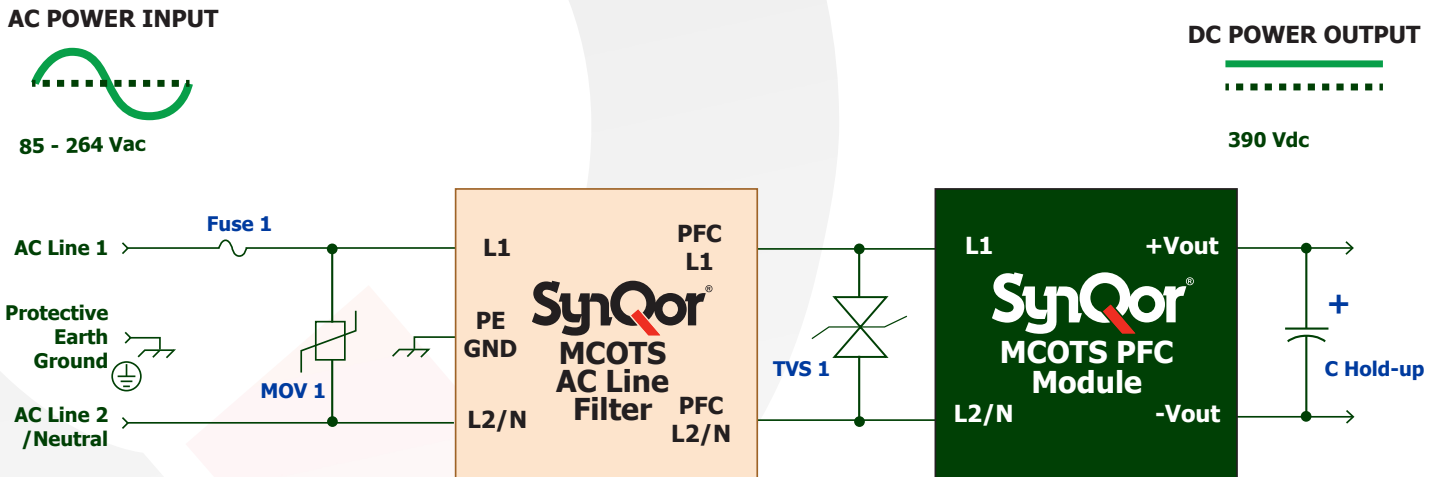 AC POWER INPUT
DC POWER OUTPUT
85 - 264 Vac
390 Vdc
AC Line 1
Fuse 1
Protective
Earth
Ground
MOV 1
AC Line 2
/Neutral
L1
PE
GND
L2/N
PFC
L1
SynQor®
MCOTS
AC Line
Filter
PFC
L2/N
TVS 1
L1
+Vout
SynQor®
MCOTS PFC
Module
L2/N
-Vout
+
C Hold-up